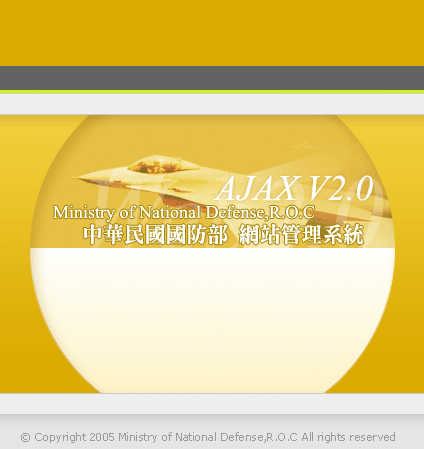 AJAX V2.0
Ministry of National Defense,R.O.C
中華民國國防部 網站管理系統
© Copyright 2005 Ministry of National Defense,R.O.C All rights reserved